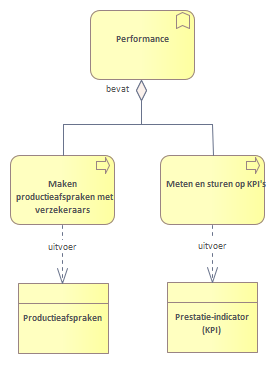 Performance
bevat
Maken
productieafspraken met
verzekeraars
Meten en sturen op KPI's
uitvoer
uitvoer
Productieafspraken
Prestatie-indicator
(KPI)